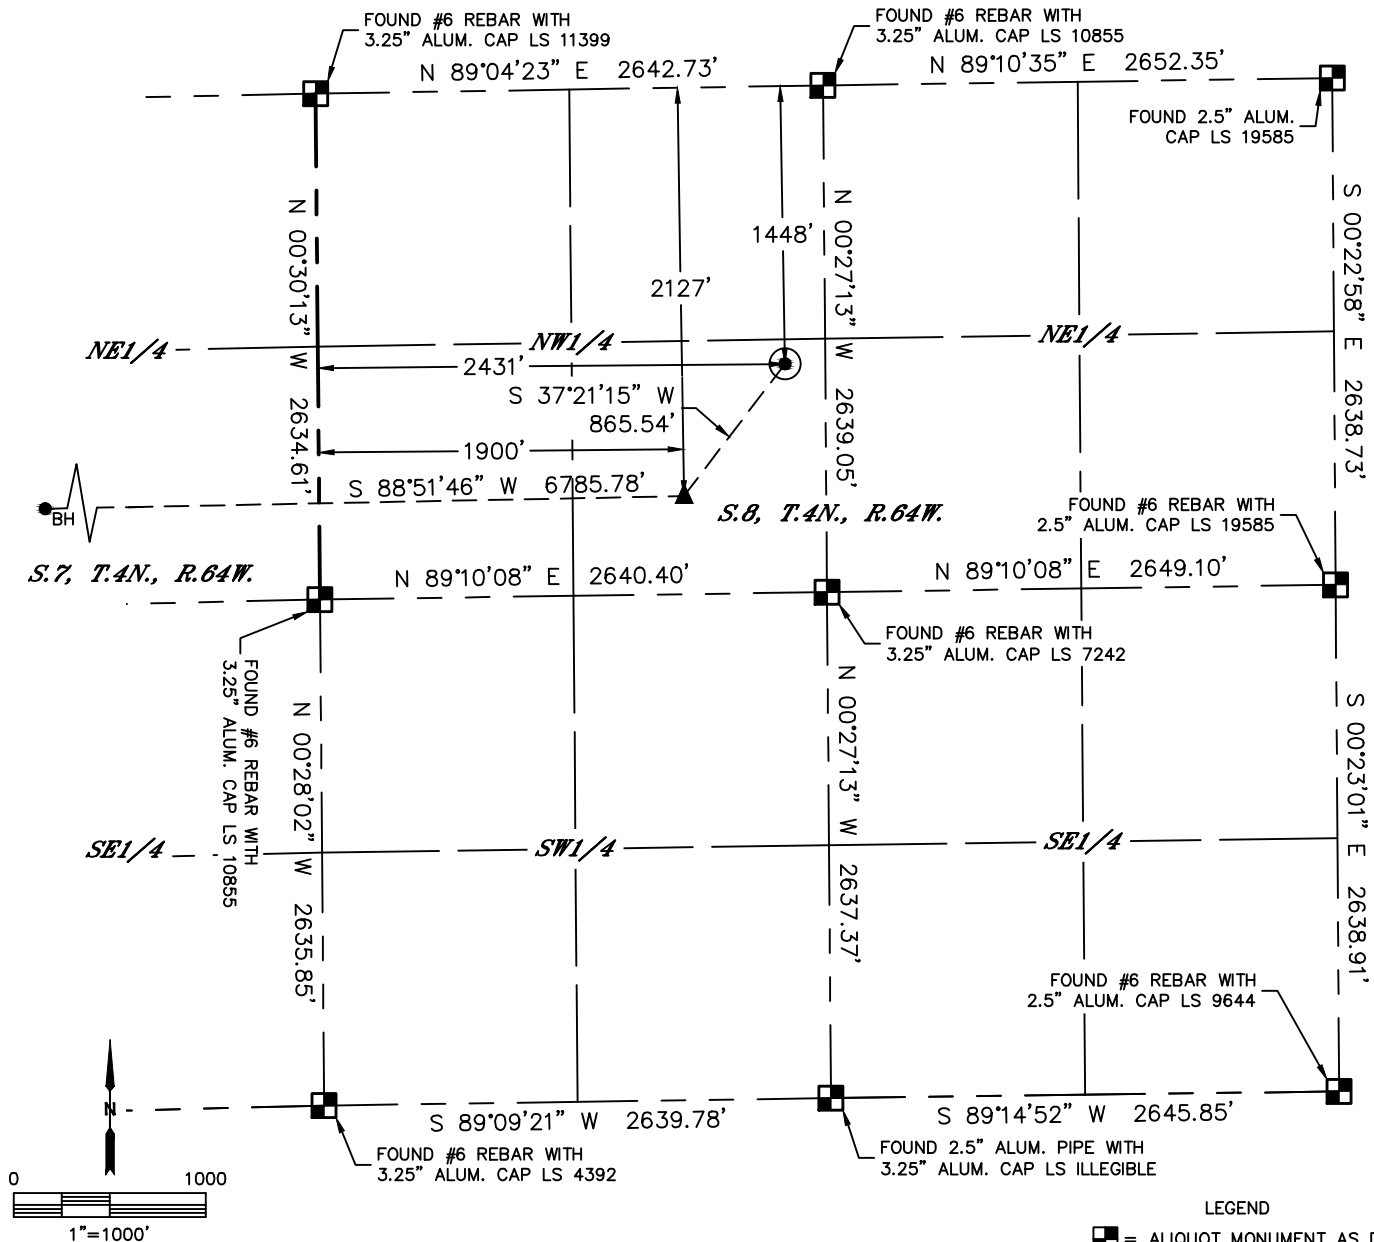 FOUND #6 REBAR WITH
3.25" ALUM. CAP LS 11399
N 89°04'23" E 2642.73'
FOUND #6 REBAR WITH
3.25" ALUM. CAP LS 10855
N 89°10'35" E 2652.35'
FOUND 2.5" ALUM.
CAP LS 19585
N 00°30'13" W 2634.61'
N 00°27'13" W 2639.05'
S 00°22'58" E 2638.73'
1448'
2127'
NE1/4
NW1/4
NE1/4
2431'
S 37°21'15" W
865.54'
1900'
S 88°51'46" W 6785.78'
BH
S.8, T.4N., R.64W.
FOUND #6 REBAR WITH
2.5" ALUM. CAP LS 19585
S.7, T.4N., R.64W.
N 89°10'08" E 2640.40'
N 89°10'08" E 2649.10'
FOUND #6 REBAR WITH
3.25" ALUM. CAP LS 7242
FOUND #6 REBAR WITH
3.25" ALUM. CAP LS 10855
N 00°28'02" W 2635.85'
N 00°27'13" W 2637.37'
S 00°23'01" E 2638.91'
SE1/4
SW1/4
SE1/4
FOUND #6 REBAR WITH
2.5" ALUM. CAP LS 9644
N
S 89°09'21" W 2639.78'
S 89°14'52" W 2645.85'
FOUND #6 REBAR WITH
3.25" ALUM. CAP LS 4392
FOUND 2.5" ALUM. PIPE WITH
3.25" ALUM. CAP LS ILLEGIBLE
0 1000
1"=1000'
LEGEND
= ALIQUOT MONUMENT AS